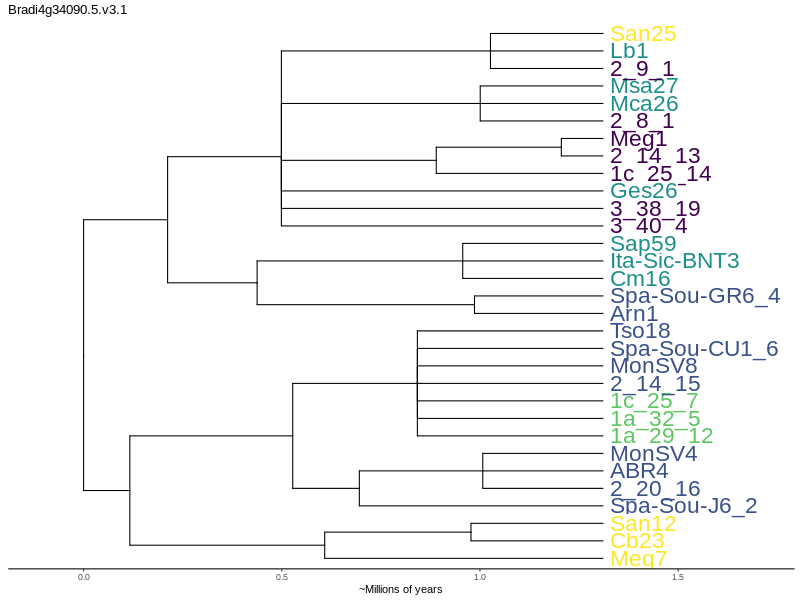 Bradi4g34090.5.v3.1
San25
Lb1
2_9_1
Msa27
Mca26
2_8_1
Meg1
2_14_13
1c_25_14
Ges26
3_38_19
3_40_4
Sap59
Ita-Sic-BNT3
Cm16
Spa-Sou-GR6_4
Arn1
Tso18
Spa-Sou-CU1_6
MonSV8
2_14_15
1c_25_7
1a_32_5
1a_29_12
MonSV4
ABR4
2_20_16
Spa-Sou-J6_2
San12
Cb23
Meg7
0.0 0.5 1.0 1.5
~Millions of years